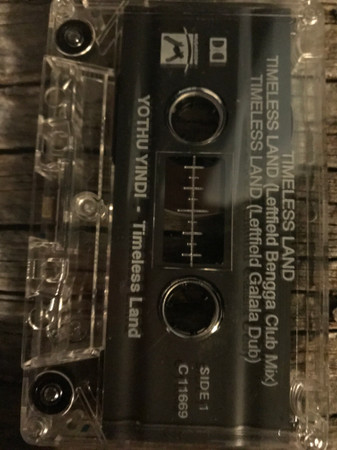 TIMELESS LAND
TIMELESS LAND (Leftfield Bengga Club Mix)
TIMELESS LAND (Leftfield Galala Dub)
SIDE 1
C 11669
YOTHU YINDI - Timeless Land